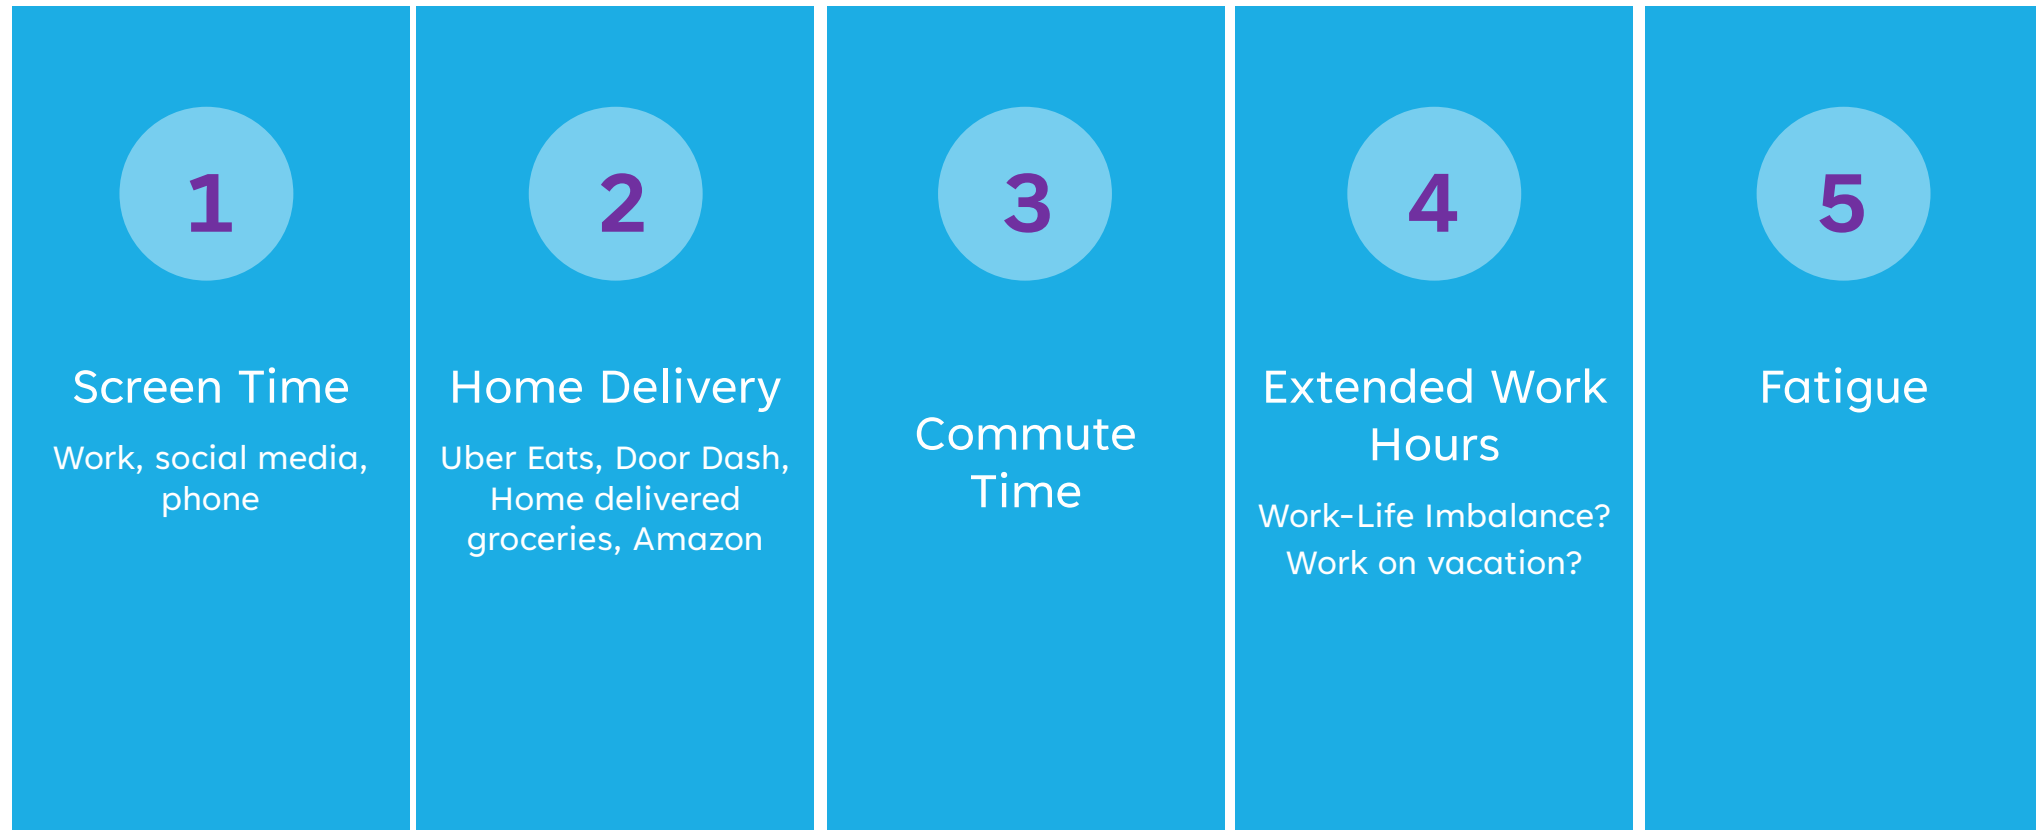 1
Screen Time
Work, social media,
phone
2
Home Delivery
Uber Eats, Door Dash,
Home delivered
groceries, Amazon
3
Commute
Time
4
Extended Work
Hours
Work-Life Imbalance?
Work on vacation?
5
Fatigue